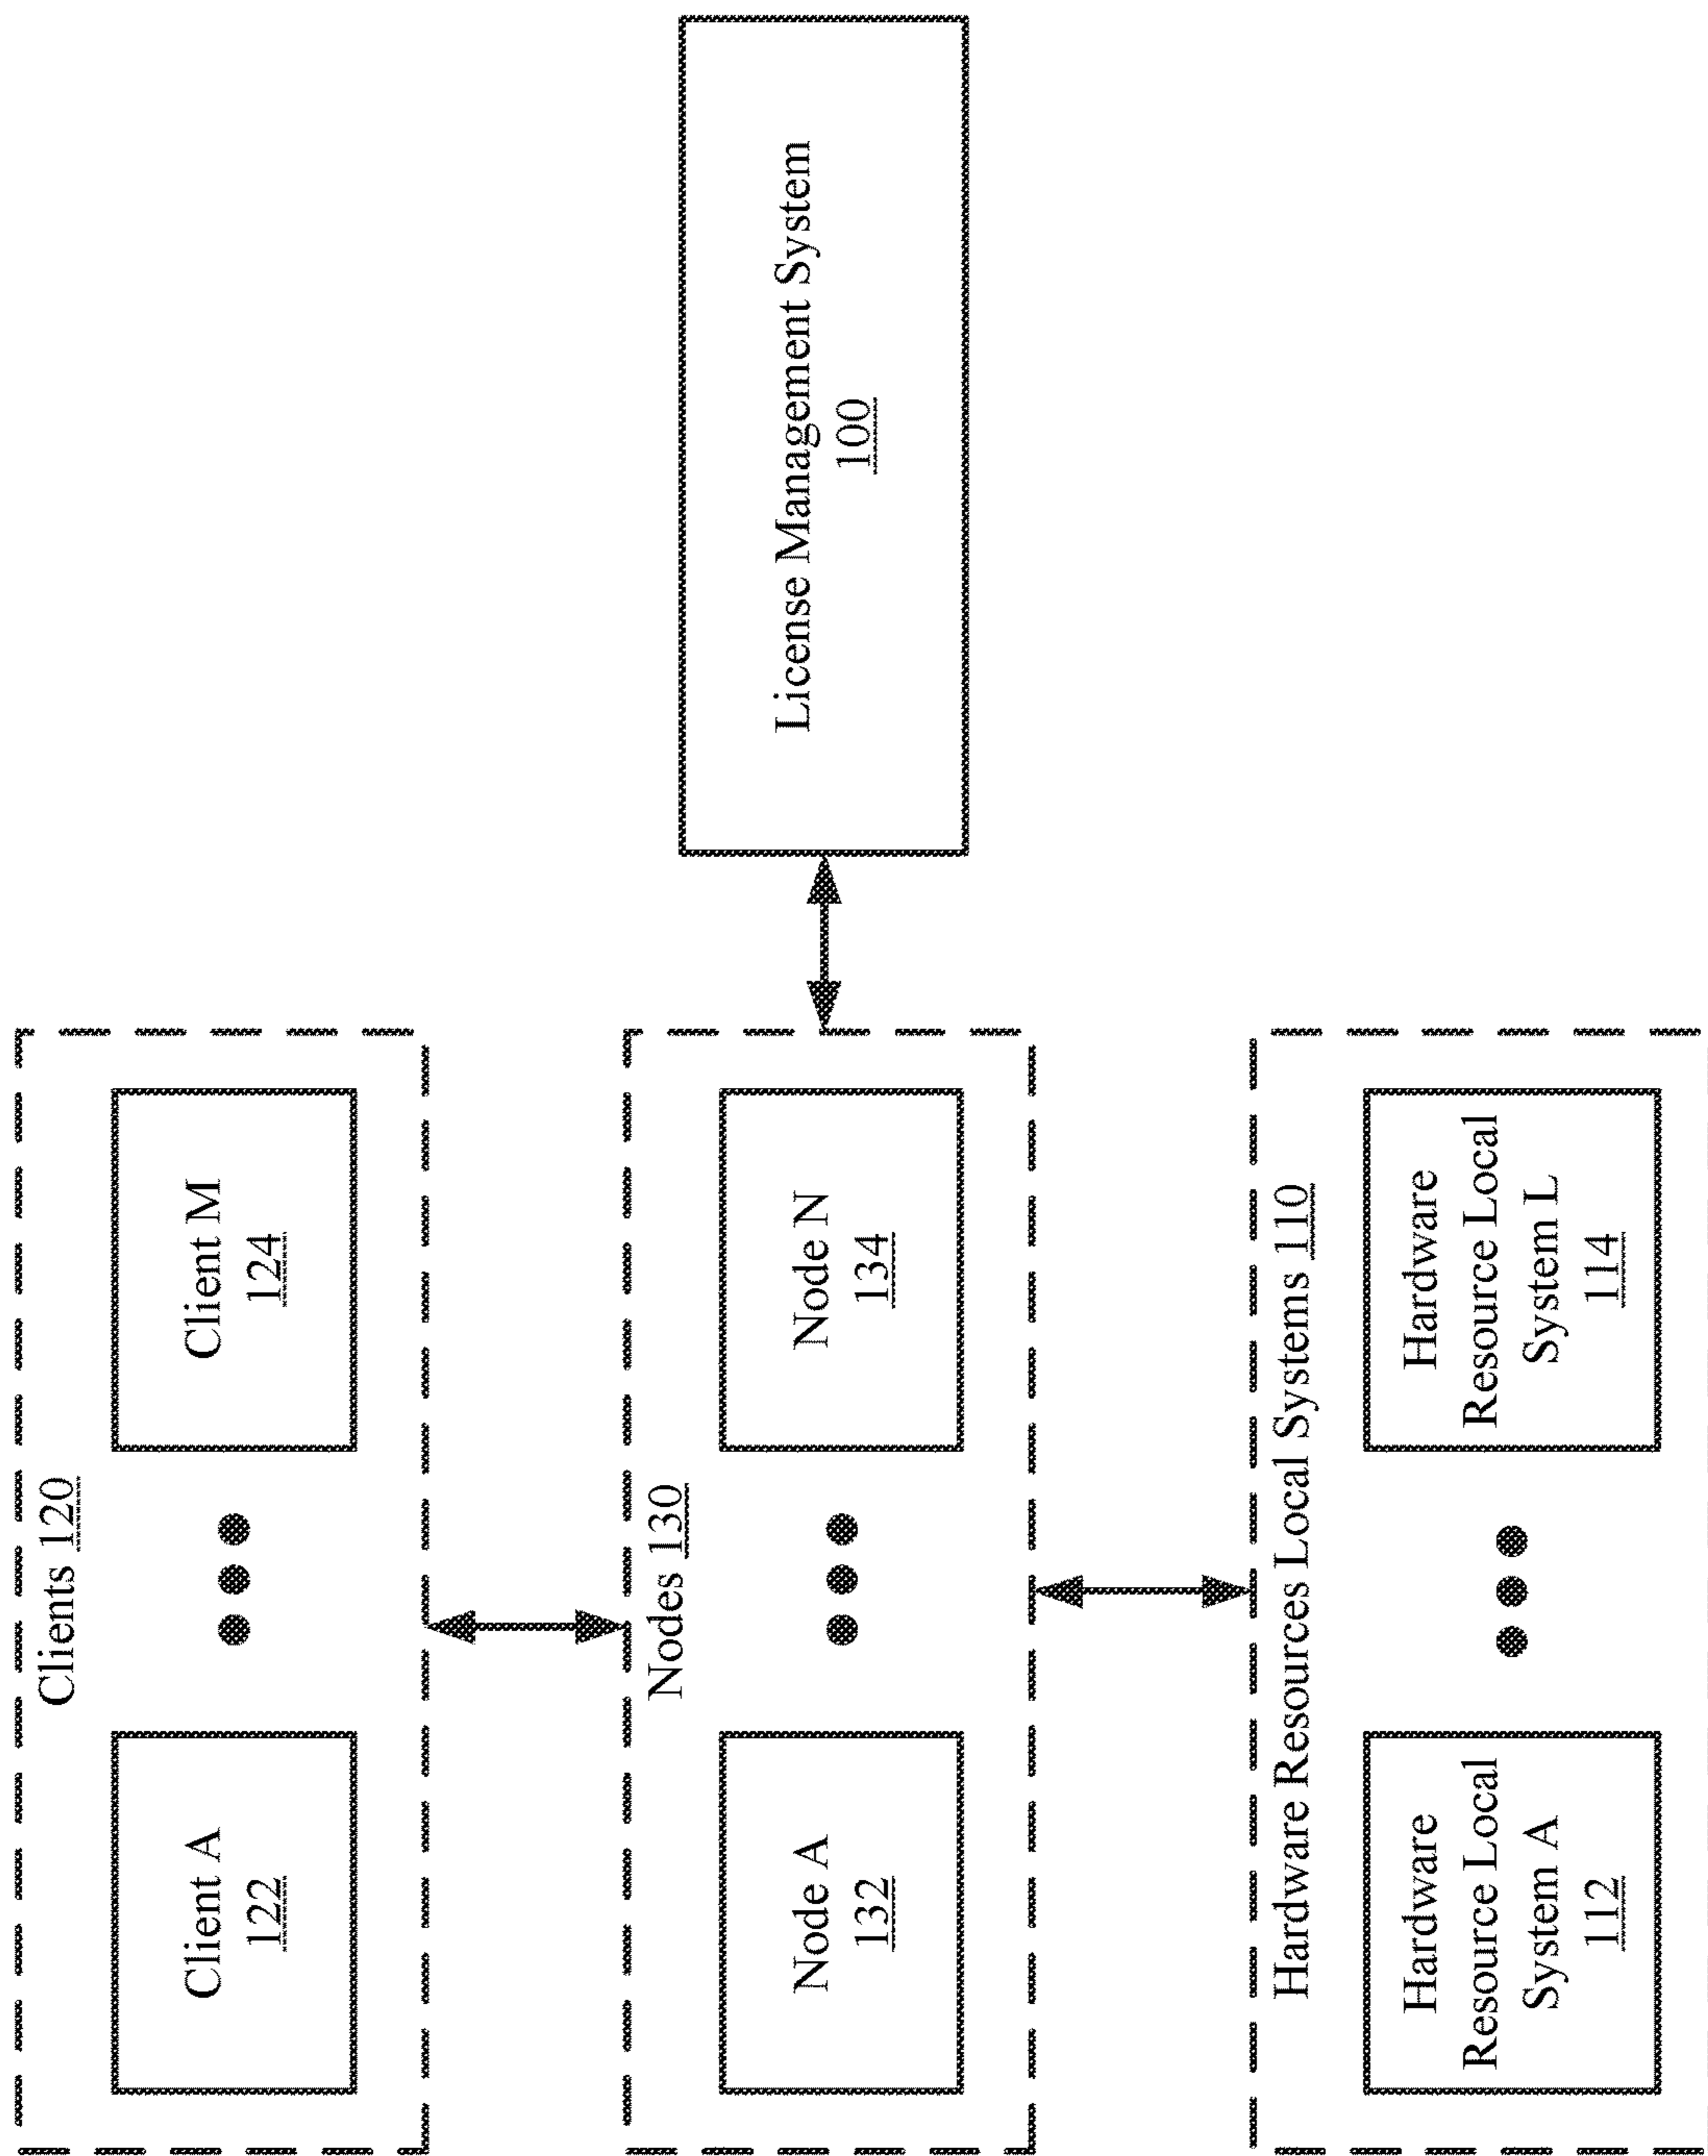 Clients 120
Client A
122
Client M
124
Nodes 130
Node A
132
Node N
134
License Management System
100
Hardware Resources Local Systems 110
Hardware
Resource Local
System A
112
Hardware
Resource Local
System L
114